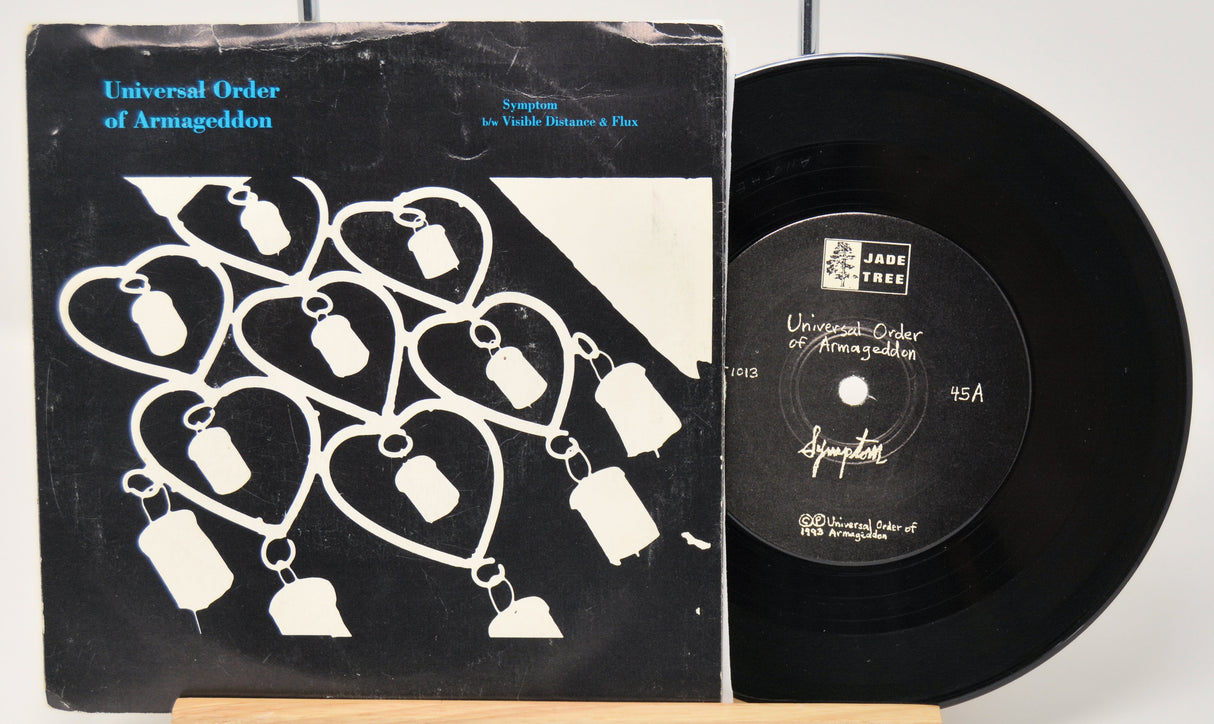 Universal Order
of Armageddon
Symptom
b/w Visible Distance & Flux
JADE
TREE
Universal Order
of Armageddon
1013
45A
Symptom
©℗ Universal Order of
1993 Armageddon